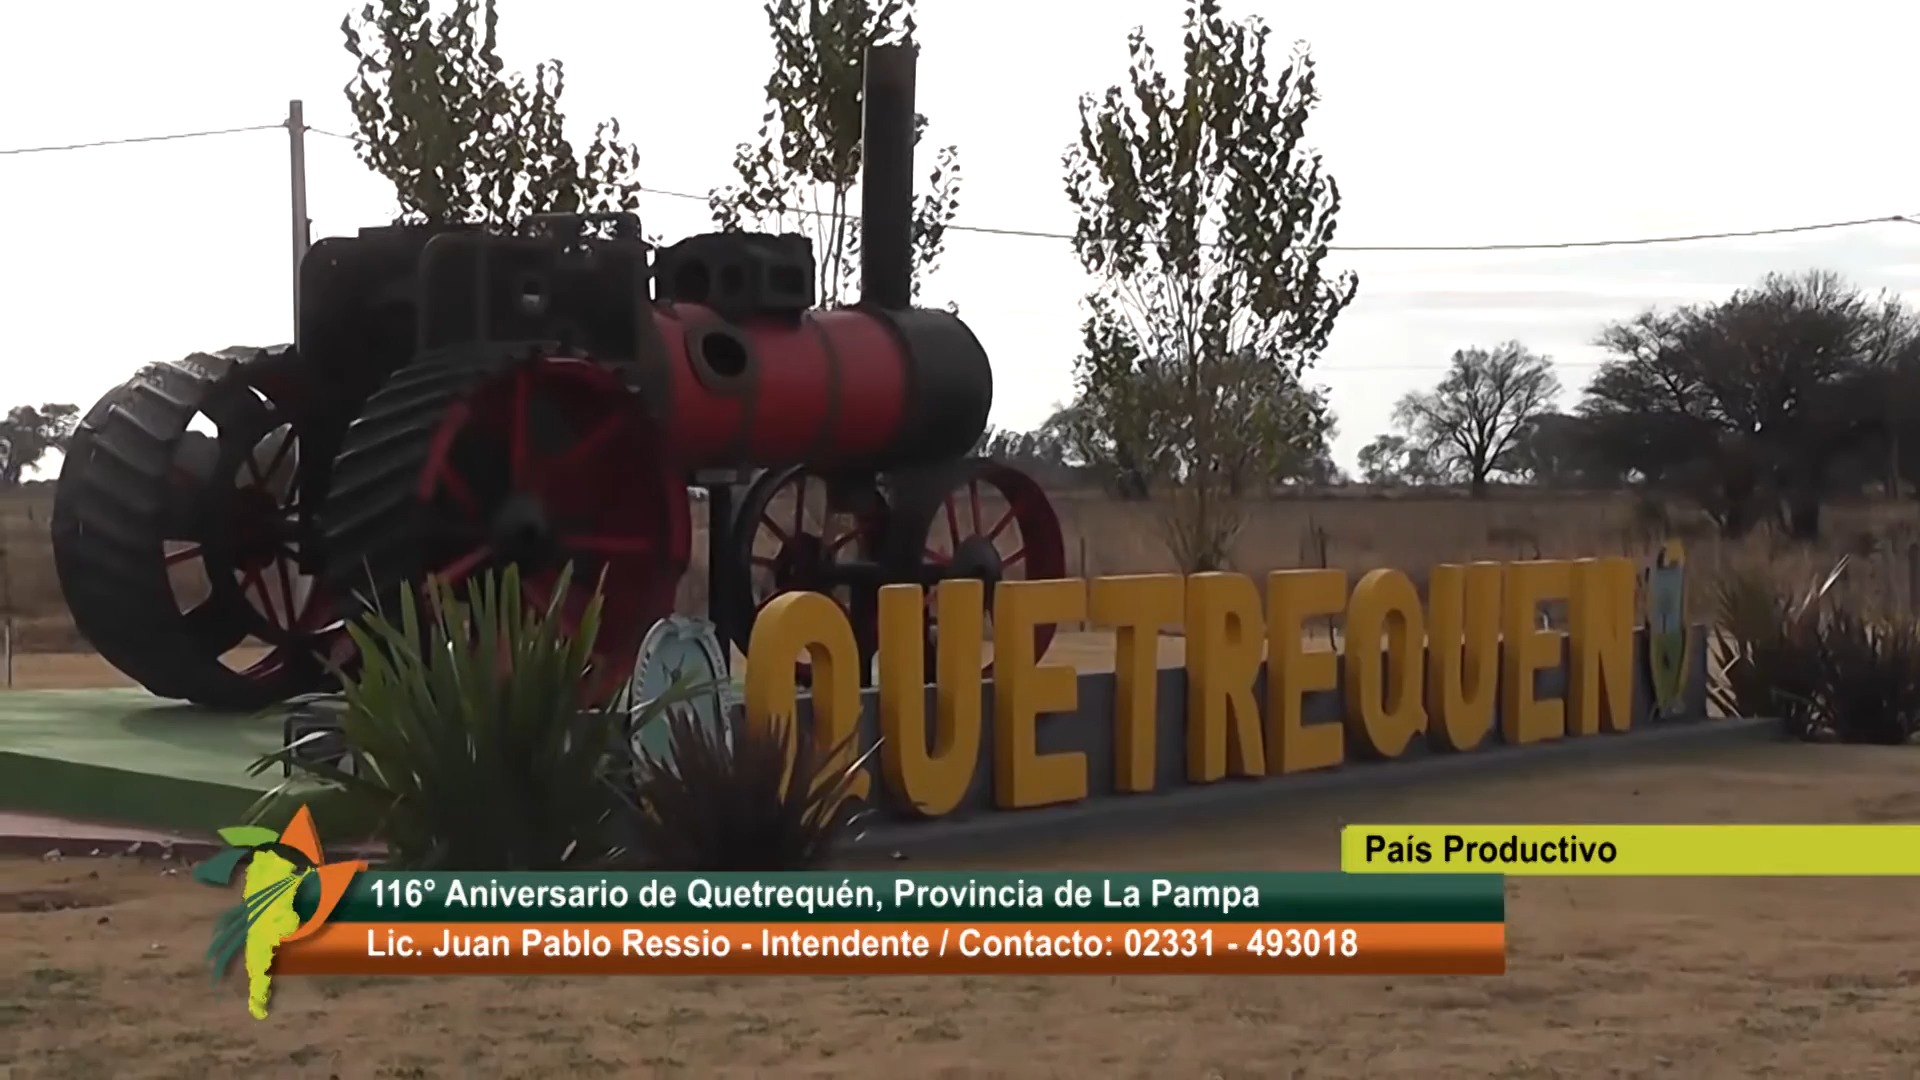 QUETREQUEN
País Productivo
116° Aniversario de Quetrequén, Provincia de La Pampa
Lic. Juan Pablo Ressio - Intendente / Contacto: 02331 - 493018